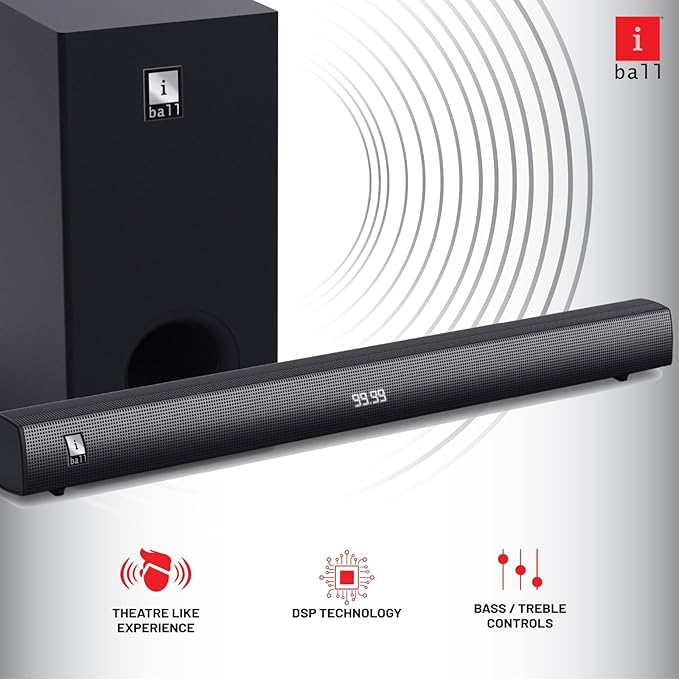 i
ball
i
ball
99.99
i
ball
THEATRE LIKE
EXPERIENCE
DSP TECHNOLOGY
BASS / TREBLE
CONTROLS